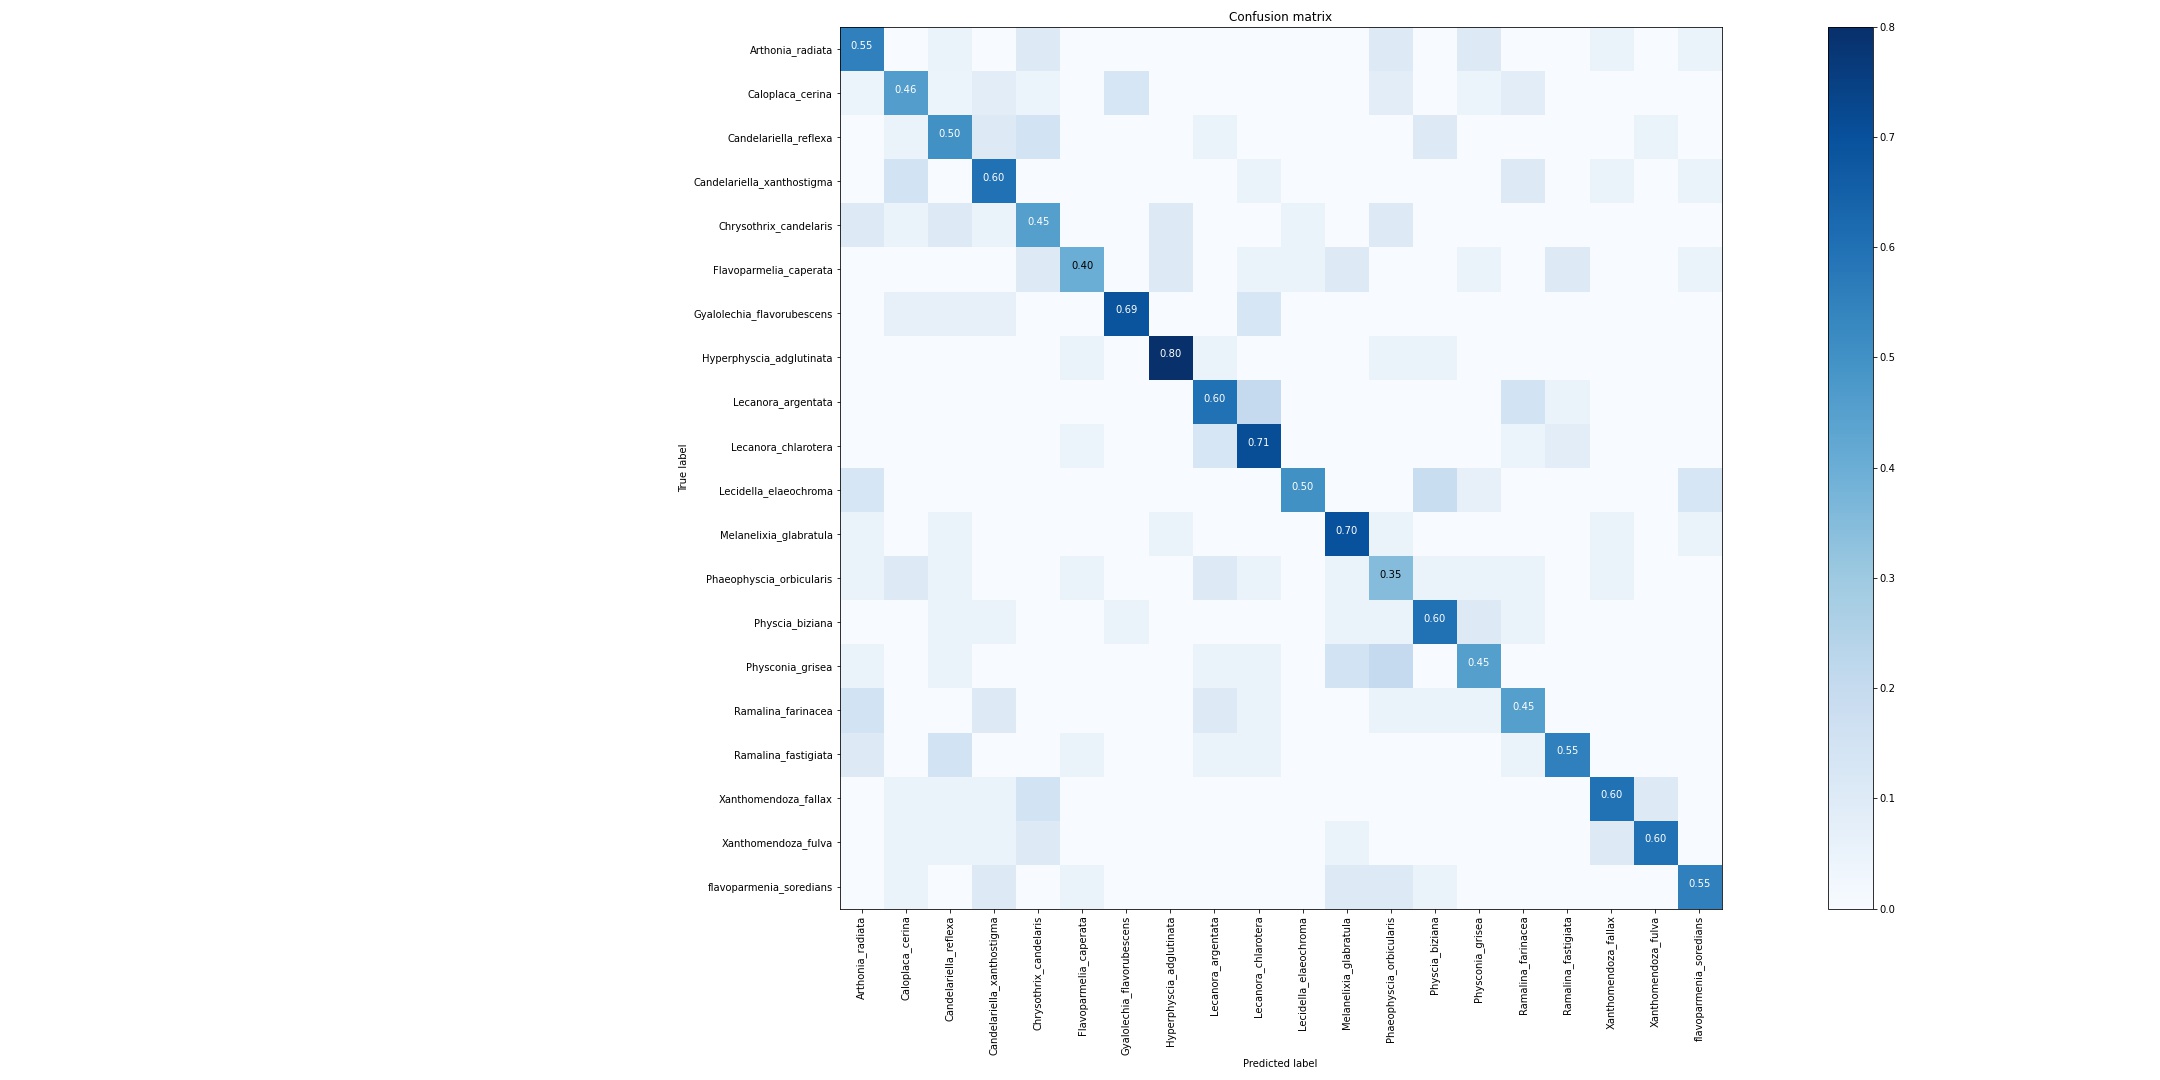 Confusion matrix
Arthonia_radiata
Caloplaca_cerina
Candelariella_reflexa
Candelariella_xanthostigma
Chrysothrix_candelaris
Flavoparmelia_caperata
Gyalolechia_flavorubescens
Hyperphyscia_adglutinata
Lecanora_argentata
Lecanora_chlarotera
Lecidella_elaeochroma
Melanelixia_glabratula
Phaeophyscia_orbicularis
Physcia_biziana
Physconia_grisea
Ramalina_farinacea
Ramalina_fastigiata
Xanthomendoza_fallax
Xanthomendoza_fulva
flavoparmenia_soredians
True label
0.55
0.46
0.50
0.60
0.45
0.40
0.69
0.80
0.60
0.71
0.50
0.70
0.35
0.60
0.45
0.45
0.55
0.60
0.60
0.55
Arthonia_radiata
Caloplaca_cerina
Candelariella_reflexa
Candelariella_xanthostigma
Chrysothrix_candelaris
Flavoparmelia_caperata
Gyalolechia_flavorubescens
Hyperphyscia_adglutinata
Lecanora_argentata
Lecanora_chlarotera
Lecidella_elaeochroma
Melanelixia_glabratula
Phaeophyscia_orbicularis
Physcia_biziana
Physconia_grisea
Ramalina_farinacea
Ramalina_fastigiata
Xanthomendoza_fallax
Xanthomendoza_fulva
flavoparmenia_soredians
Predicted label
0.8
0.7
0.6
0.5
0.4
0.3
0.2
0.1
0.0